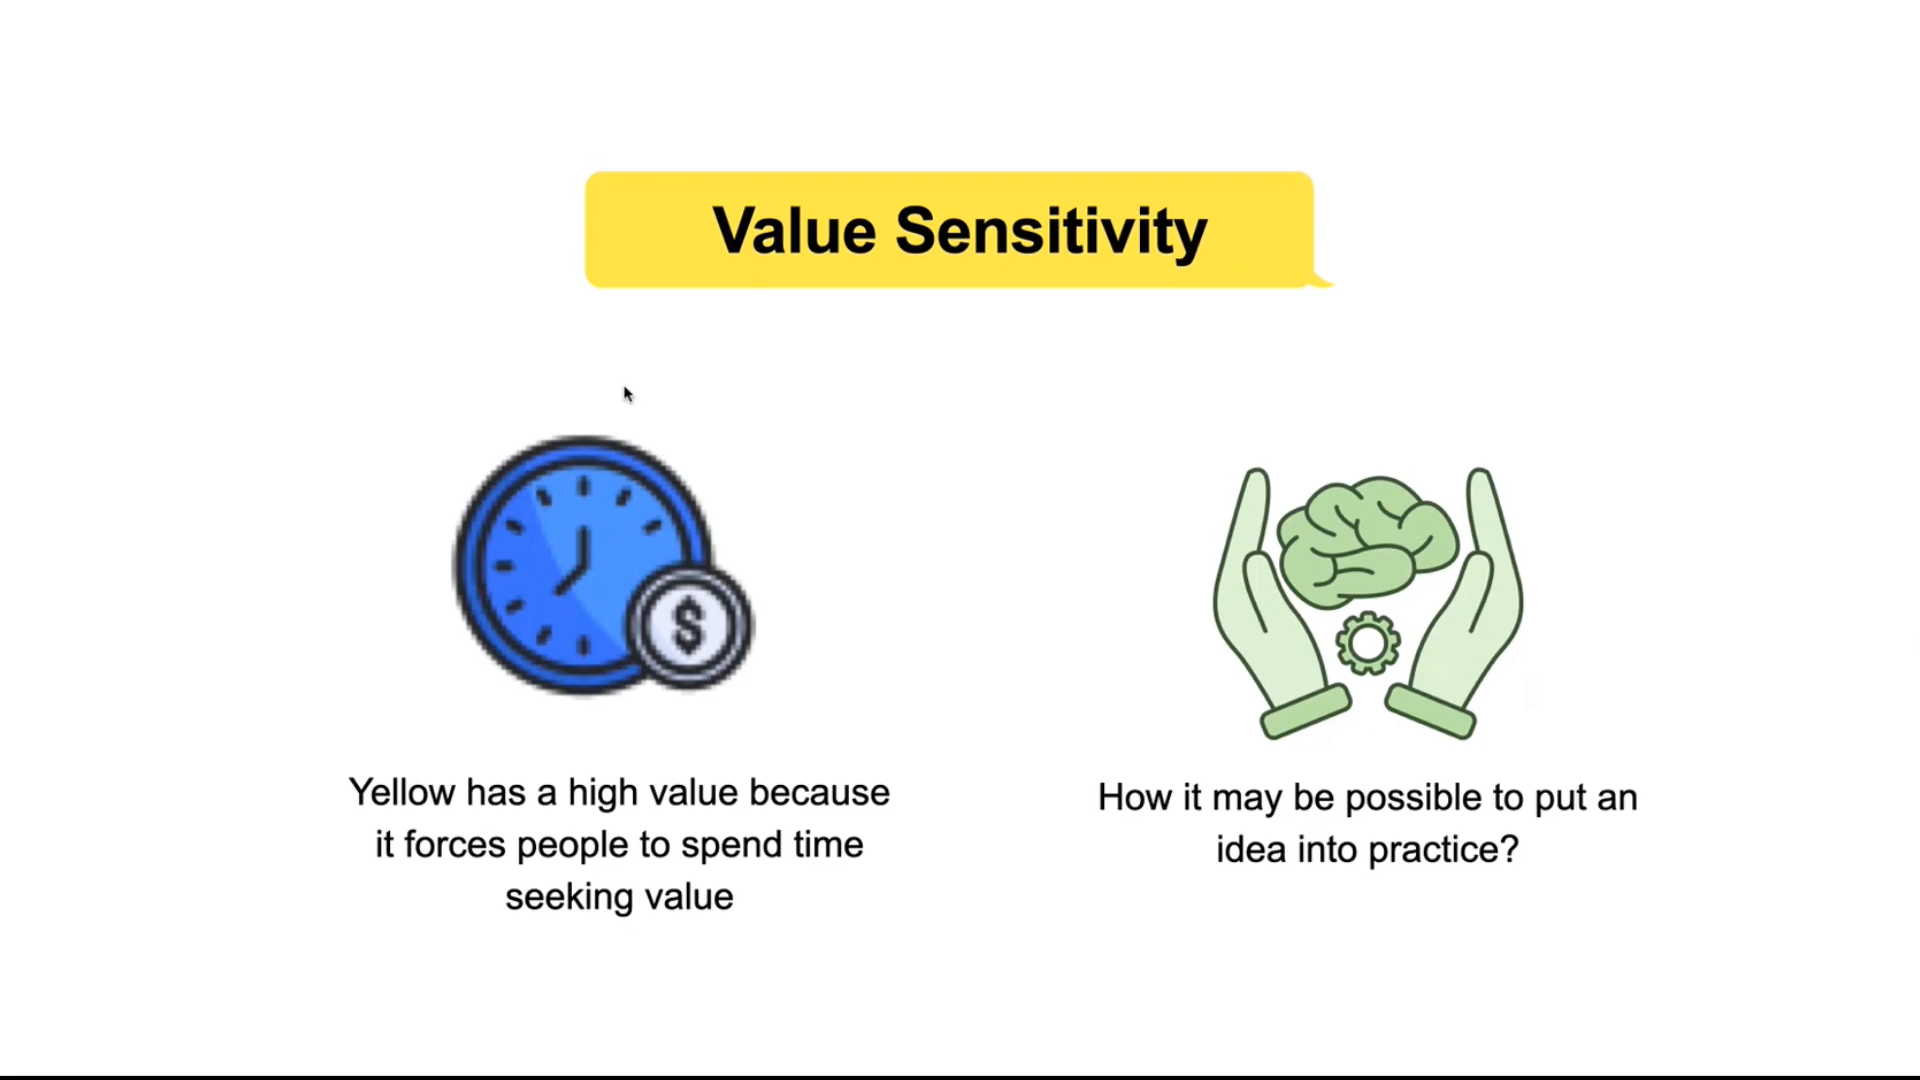 Value Sensitivity
Yellow has a high value because
it forces people to spend time
seeking value
$
How it may be possible to put an
idea into practice?